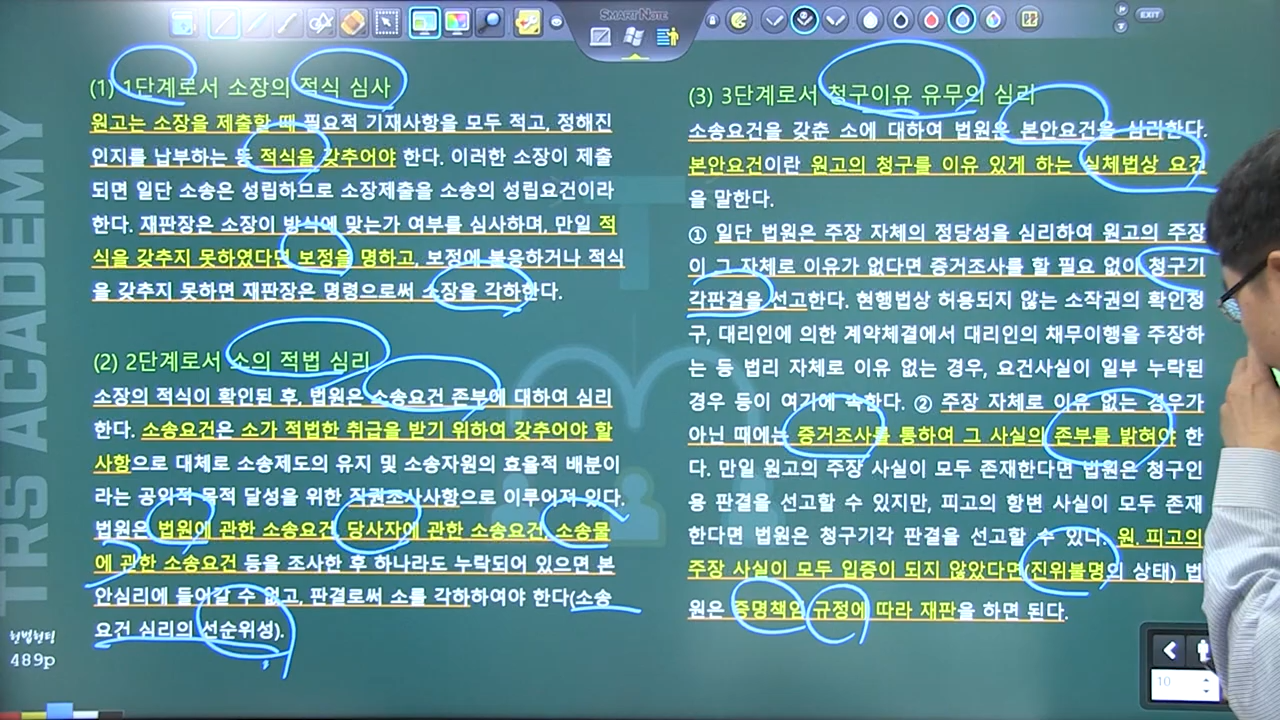 SMART NOTE
EXIT
TRS ACADEMY
(1) 1단계로서 소장의 적식 심사
원고는 소장을 제출할 때 필요적 기재사항을 모두 적고, 정해진
인지를 납부하는 등 적식을 갖추어야 한다. 이러한 소장이 제출
되면 일단 소송은 성립하므로 소장제출을 소송의 성립요건이라
한다. 재판장은 소장이 방식에 맞는가 여부를 심사하며, 만일 적
식을 갖추지 못하였다면 보정을 명하고, 보정에 불응하거나 적식
을 갖추지 못하면 재판장은 명령으로써 소장을 각하한다.
(2) 2단계로서 소의 적법 심리
소장의 적식이 확인된 후, 법원은 소송요건 존부에 대하여 심리
한다. 소송요건은 소가 적법한 취급을 받기 위하여 갖추어야 할
사항으로 대체로 소송제도의 유지 및 소송자원의 효율적 배분이
라는 공익적 목적 달성을 위한 직권조사사항으로 이루어져 있다.
법원은 법원에 관한 소송요건, 당사자에 관한 소송요건, 소송물
에 관한 소송요건 등을 조사한 후 하나라도 누락되어 있으면 본
안심리에 들어갈 수 없고, 판결로써 소를 각하하여야 한다(소송
요건 심리의 선순위성).
489p
(3) 3단계로서 청구이유 유무의 심리
소송요건을 갖춘 소에 대하여 법원은 본안요건을 심리한다.
본안요건이란 원고의 청구를 이유 있게 하는 실체법상 요건
을 말한다.
① 일단 법원은 주장 자체의 정당성을 심리하여 원고의 주장
이 그 자체로 이유가 없다면 증거조사를 할 필요 없이 청구기
각판결을 선고한다. 현행법상 허용되지 않는 소작권의 확인청
구, 대리인에 의한 계약체결에서 대리인의 채무이행을 주장하
는 등 법리 자체로 이유 없는 경우, 요건사실이 일부 누락된
경우 등이 여기에 속한다. ② 주장 자체로 이유 없는 경우가
아닌 때에는 증거조사를 통하여 그 사실의 존부를 밝혀야 한
다. 만일 원고의 주장 사실이 모두 존재한다면 법원은 청구인
용 판결을 선고할 수 있지만, 피고의 항변 사실이 모두 존재
한다면 법원은 청구기각 판결을 선고할 수 있다. 원, 피고의
주장 사실이 모두 입증이 되지 않았다면(진위불명의 상태) 법
원은 증명책임 규정에 따라 재판을 하면 된다.
10